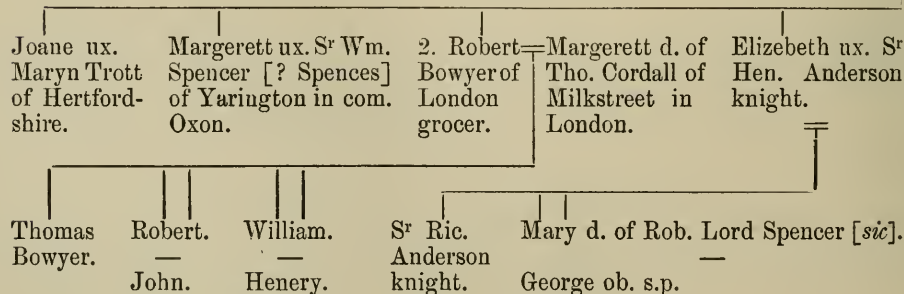 Joane ux.
Maryn Trott
of Hertford-
shire.
Margerett ux. Sʳ Wm.
Spencer [? Spences]
of Yarington in com.
Oxon.
2. Robert
Bowyer of
London
grocer.
Margerett d. of
Tho. Cordall of
Milkstreet in
London.
Elizebeth ux. Sʳ
Hen. Anderson
knight.
Thomas
Bowyer.
Robert.
—
John.
William.
—
Henery.
Sʳ Ric.
Anderson
knight.
Mary d. of Rob. Lord Spencer [sic].
—
George ob. s.p.